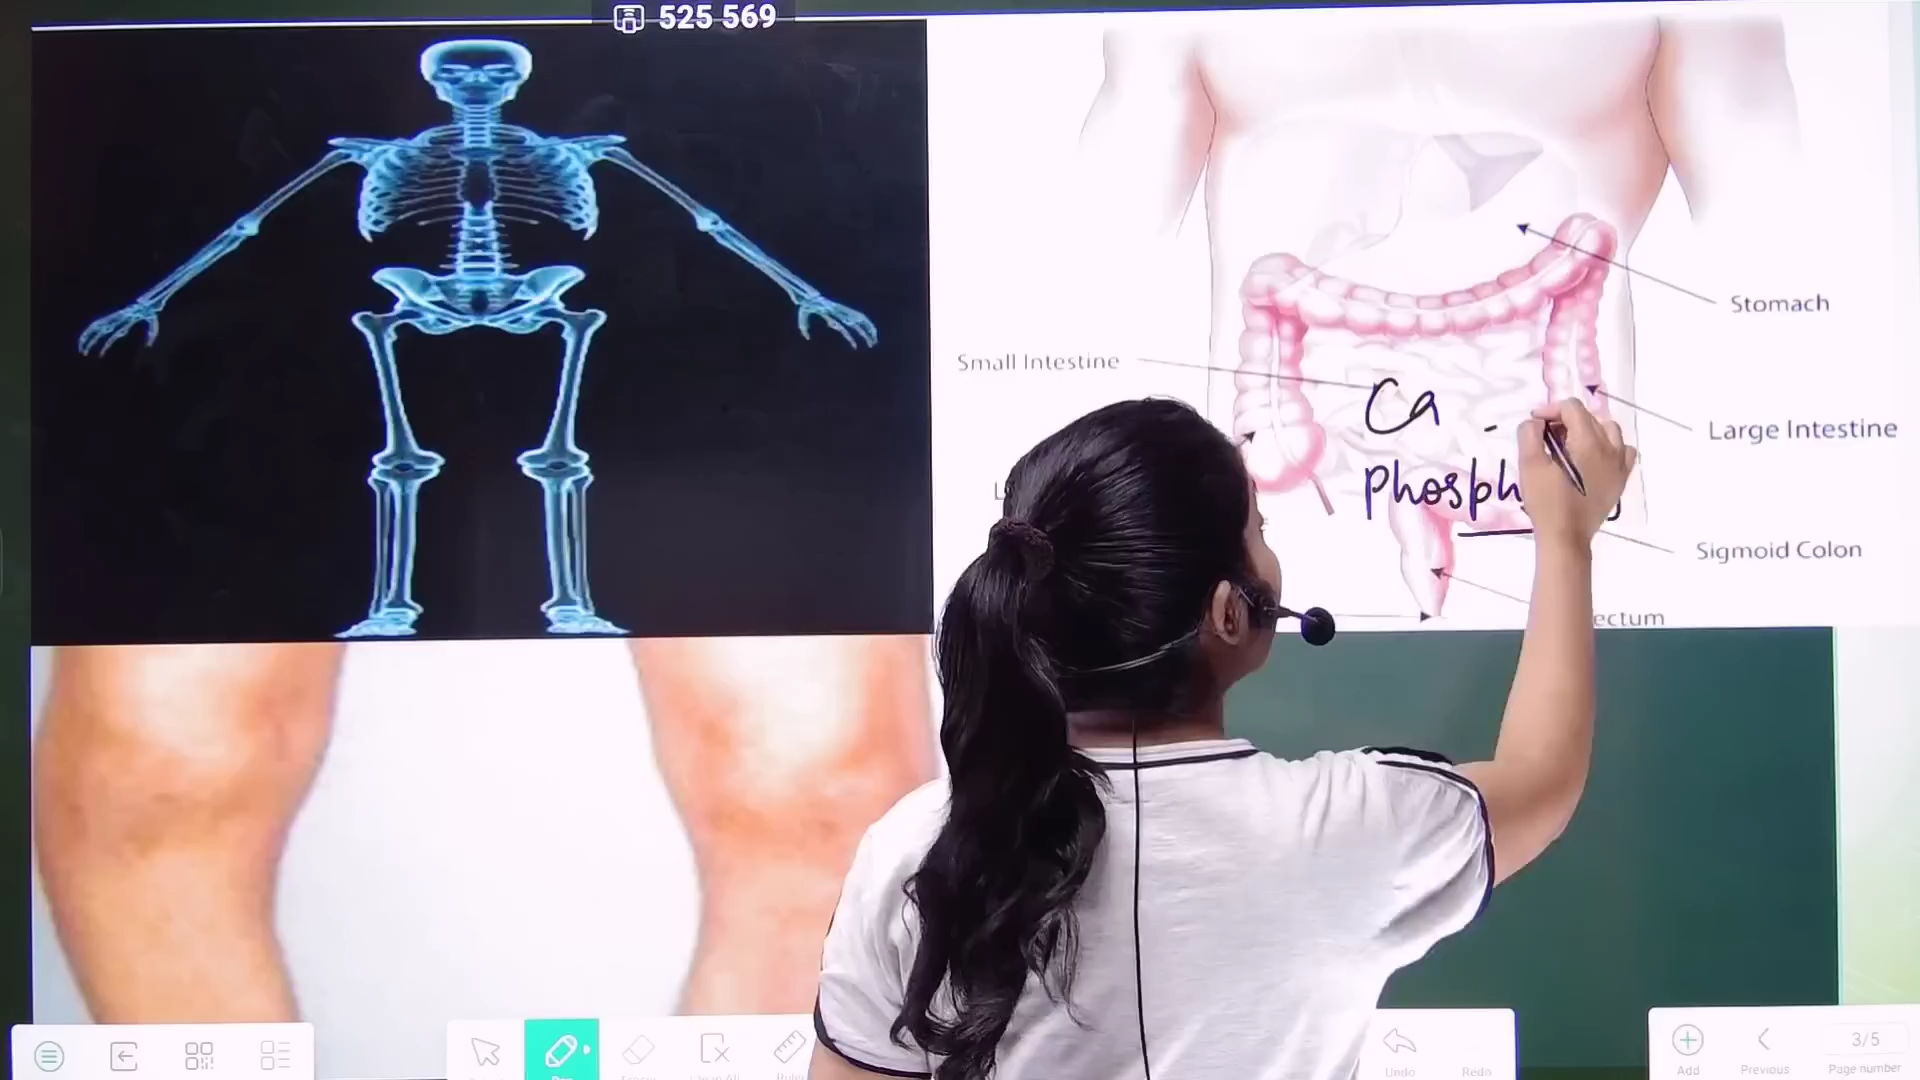 525 569
Stomach
Small Intestine
Large Intestine
Ca -
Sigmoid Colon
ectum
Undo
Redo
Add
Previous
3/5
Page number